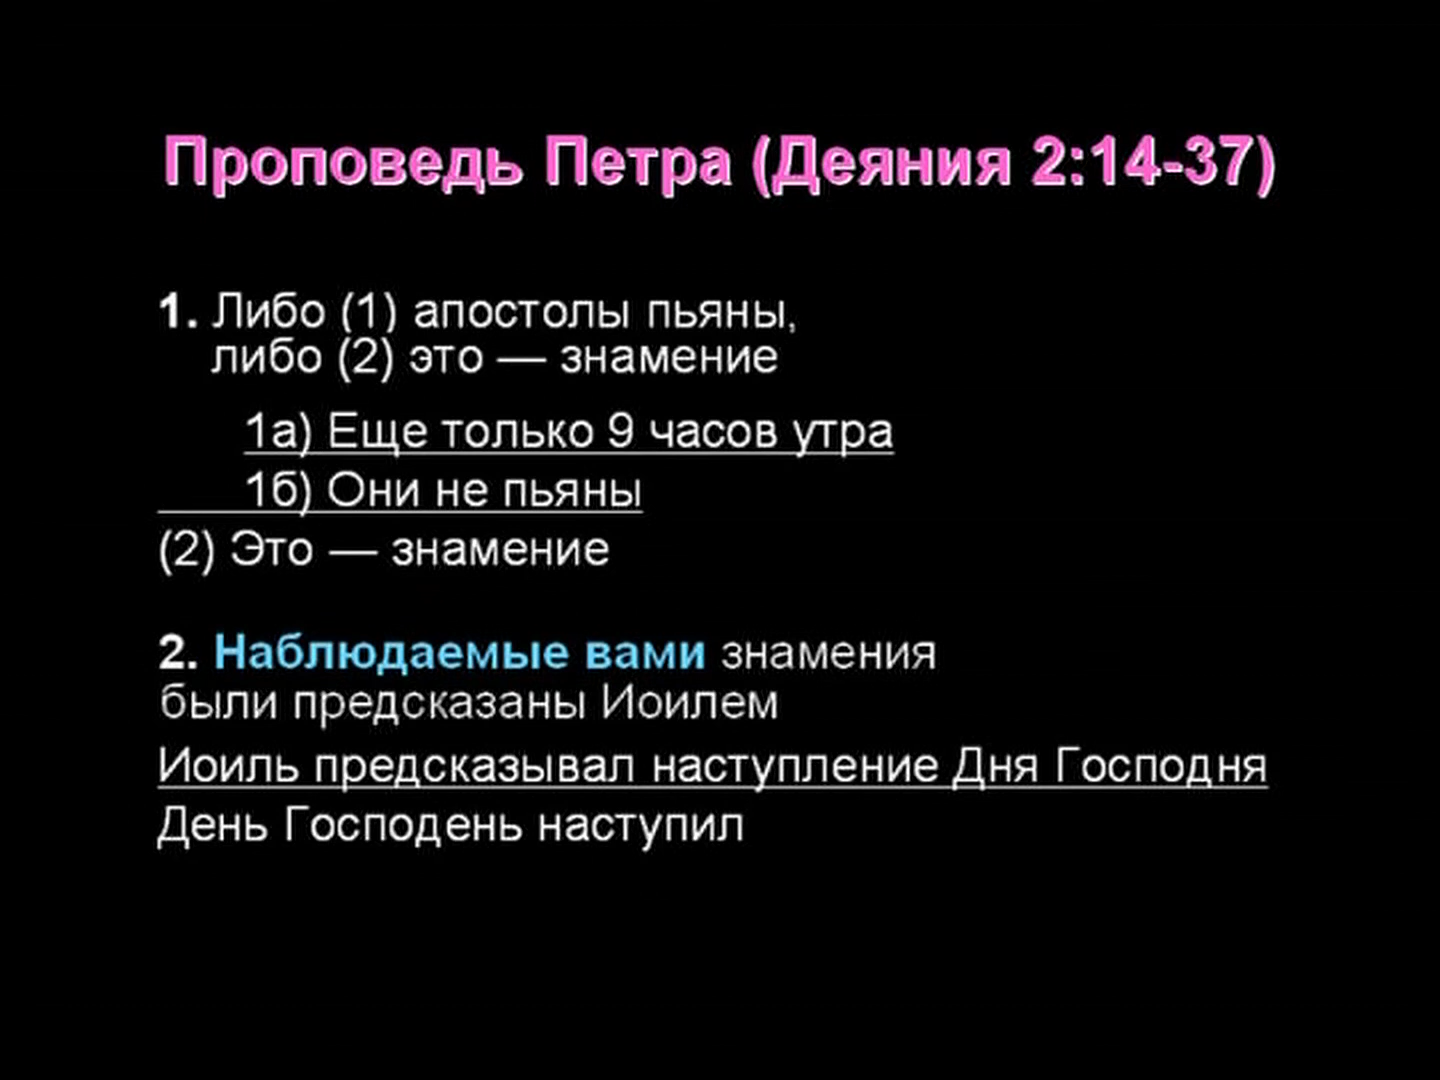 Проповедь Петра (Деяния 2:14-37)
1. Либо (1) апостолы пьяны,
либо (2) это — знамение
1а) Еще только 9 часов утра
1б) Они не пьяны
(2) Это — знамение
2. Наблюдаемые вами знамения
были предсказаны Иоилем
Иоиль предсказывал наступление Дня Господня
День Господень наступил